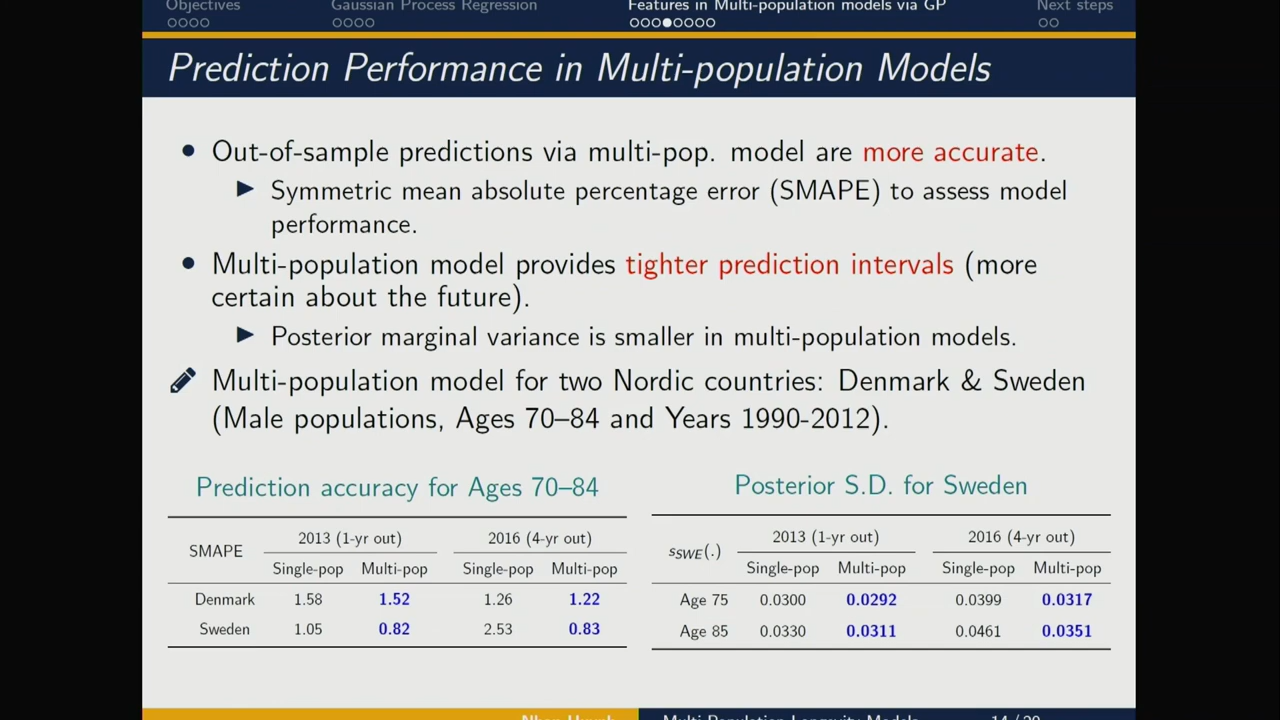 Objectives Gaussian Process Regression Features in Multi-population models via GP Next steps
Prediction Performance in Multi-population Models
• Out-of-sample predictions via multi-pop. model are more accurate.
▶ Symmetric mean absolute percentage error (SMAPE) to assess model
performance.
• Multi-population model provides tighter prediction intervals (more
certain about the future).
▶ Posterior marginal variance is smaller in multi-population models.
Multi-population model for two Nordic countries: Denmark & Sweden
(Male populations, Ages 70–84 and Years 1990-2012).
Prediction accuracy for Ages 70–84
SMAPE 2013 (1-yr out) 2016 (4-yr out)
Single-pop Multi-pop Single-pop Multi-pop
Denmark 1.58 1.52 1.26 1.22
Sweden 1.05 0.82 2.53 0.83
Posterior S.D. for Sweden
sSWE(.) 2013 (1-yr out) 2016 (4-yr out)
Single-pop Multi-pop Single-pop Multi-pop
Age 75 0.0300 0.0292 0.0399 0.0317
Age 85 0.0330 0.0311 0.0461 0.0351
Nhan Huynh Multi-Population Longevity Models 14 / 20